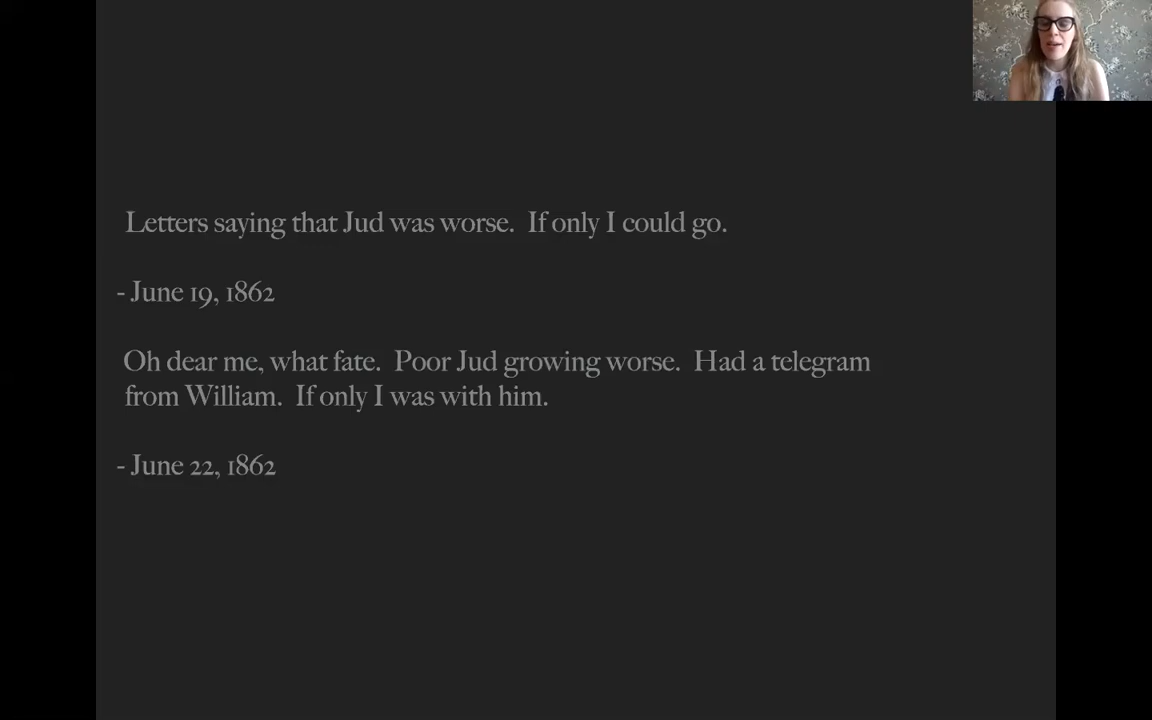 Letters saying that Jud was worse.  If only I could go.
- June 19, 1862
Oh dear me, what fate.  Poor Jud growing worse.  Had a telegram
from William.  If only I was with him.
- June 22, 1862